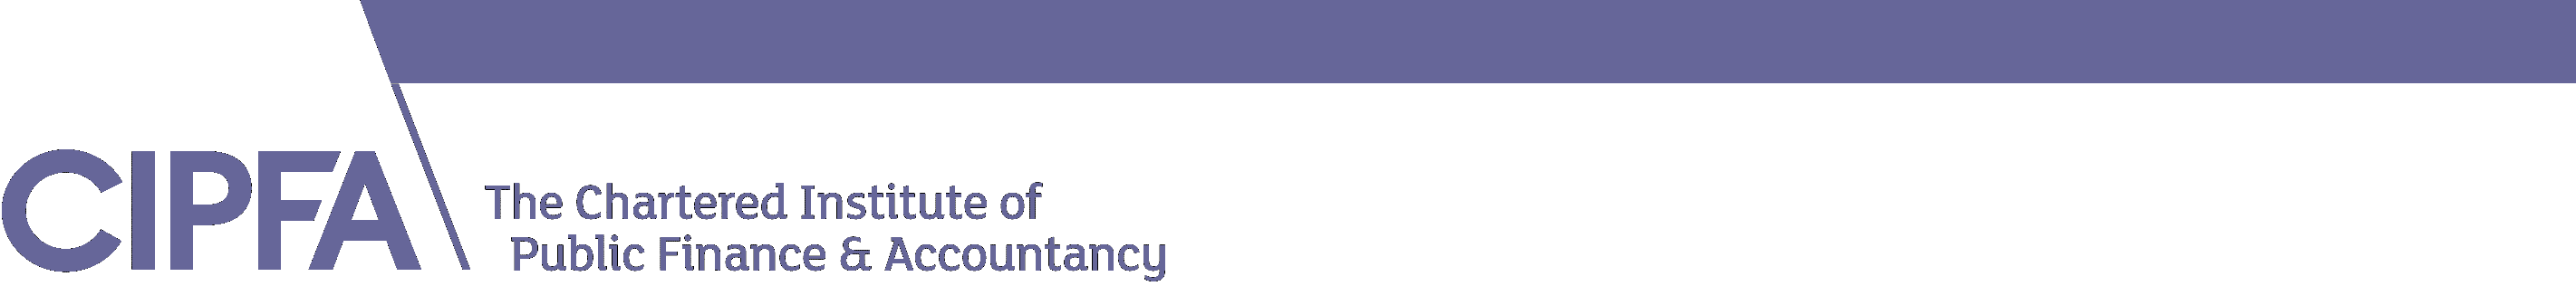 CIPFA
The Chartered Institute of
Public Finance & Accountancy